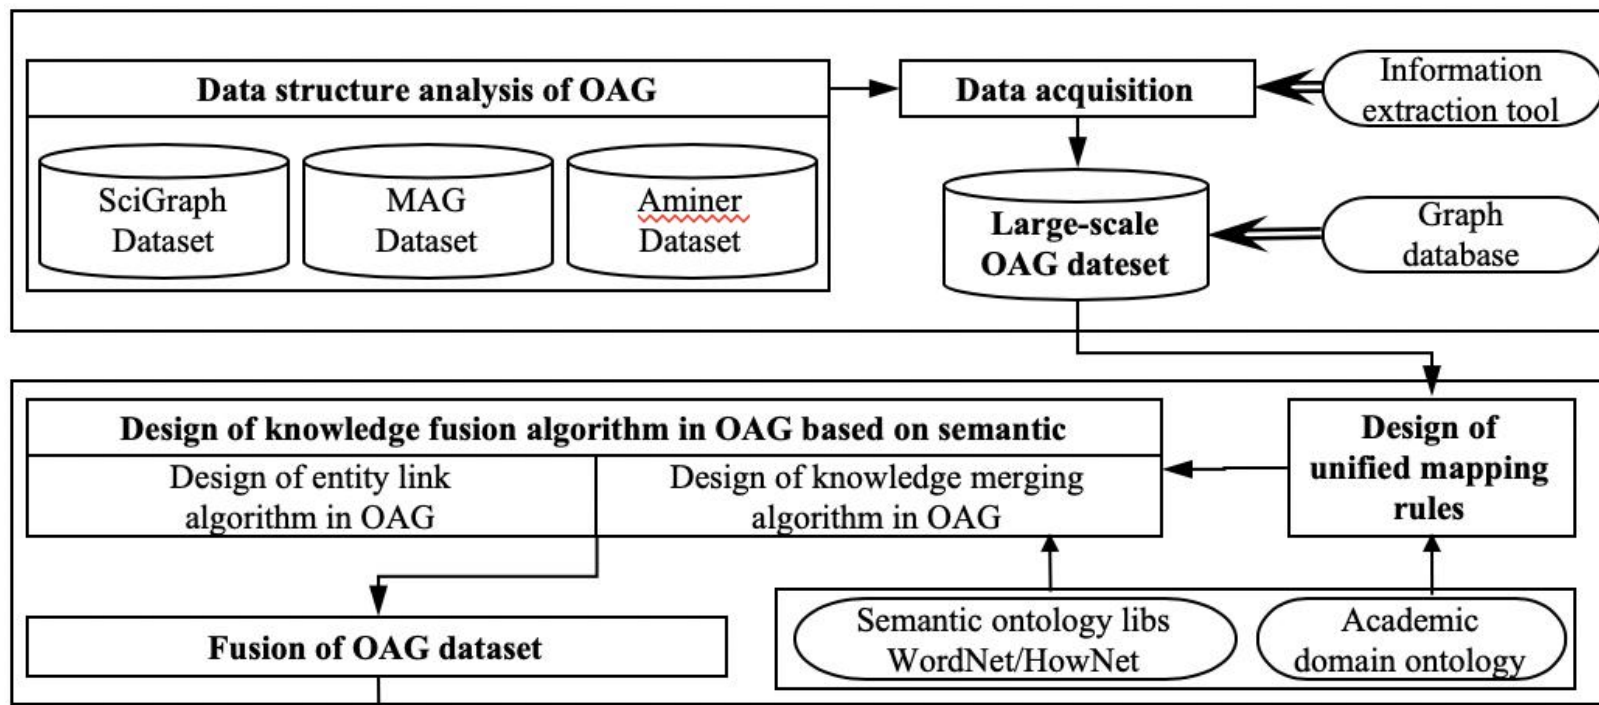 Data structure analysis of OAG
SciGraph
Dataset
MAG
Dataset
Aminer
Dataset
Data acquisition
Information
extraction tool
Large-scale
OAG dateset
Graph
database
Design of knowledge fusion algorithm in OAG based on semantic
Design of entity link
algorithm in OAG
Design of knowledge merging
algorithm in OAG
Design of
unified mapping
rules
Fusion of OAG dataset
Semantic ontology libs
WordNet/HowNet
Academic
domain ontology